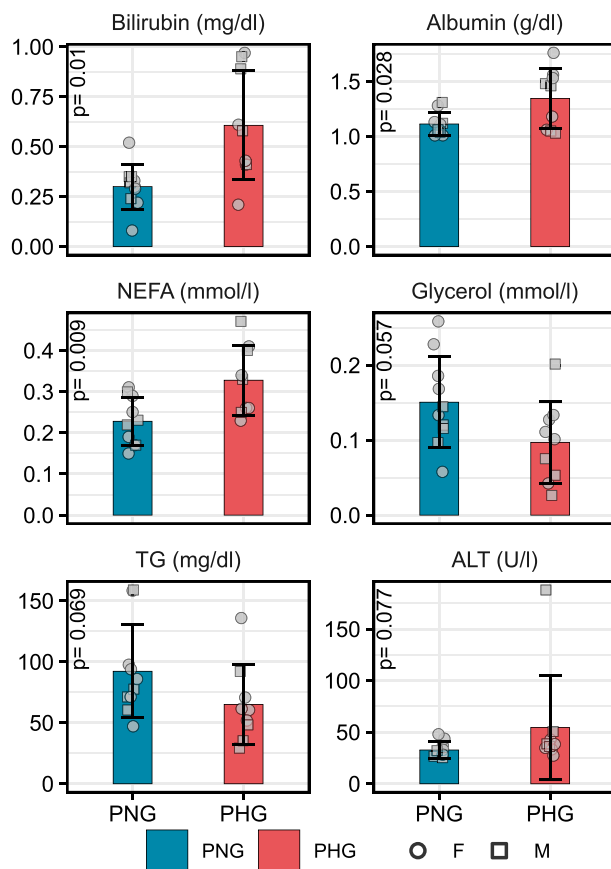 Bilirubin (mg/dl)
1.00
0.75
0.50
0.25
0.00
p= 0.01
Albumin (g/dl)
1.5
1.0
0.5
0.0
p= 0.028
NEFA (mmol/l)
0.4
0.3
0.2
0.1
0.0
p= 0.009
Glycerol (mmol/l)
0.2
0.1
0.0
p= 0.057
TG (mg/dl)
150
100
50
0
p= 0.069
PNG PHG
ALT (U/l)
150
100
50
0
p= 0.077
PNG PHG
PNG PHG F M